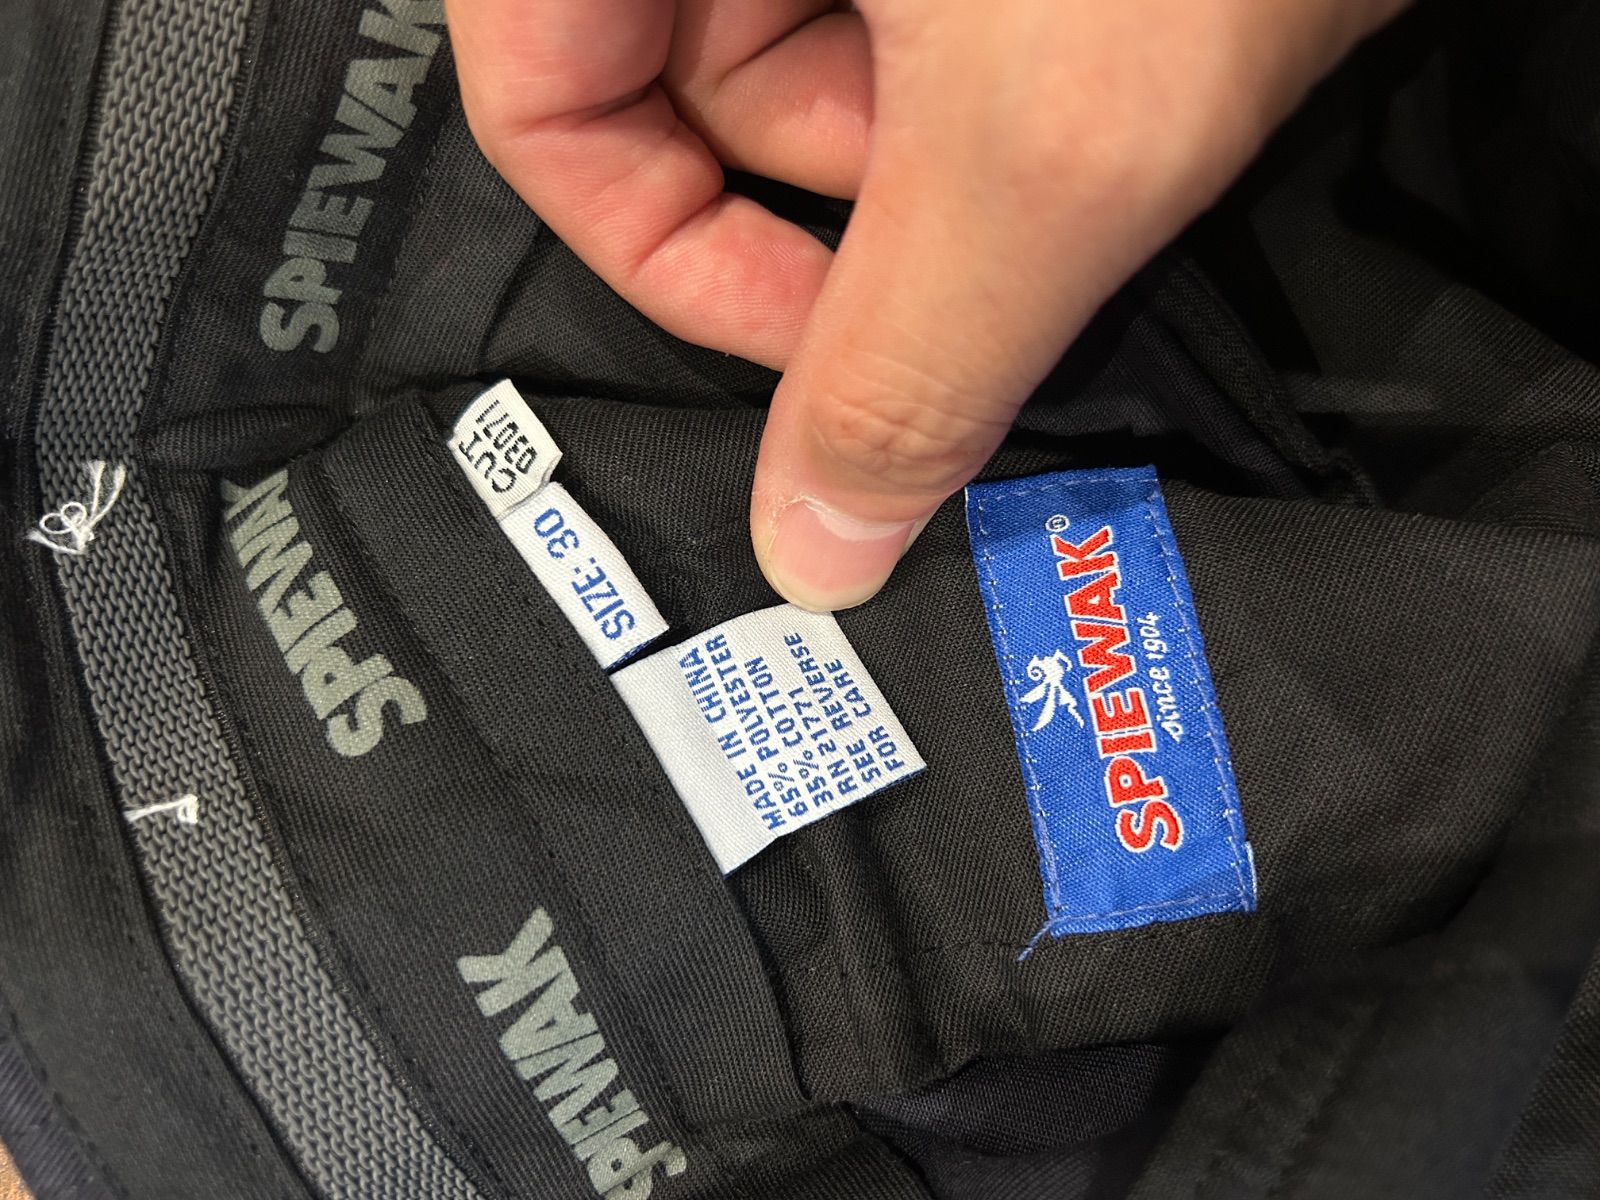 SPIEWAK
SPIEWAK
SPIEWAK
CUT
SIZE: 30
MADE IN CHINA
65% POLYESTER
35% COTTON
RN 21771
SEE REVERSE
FOR CARE
SPIEWAK®
since 1904